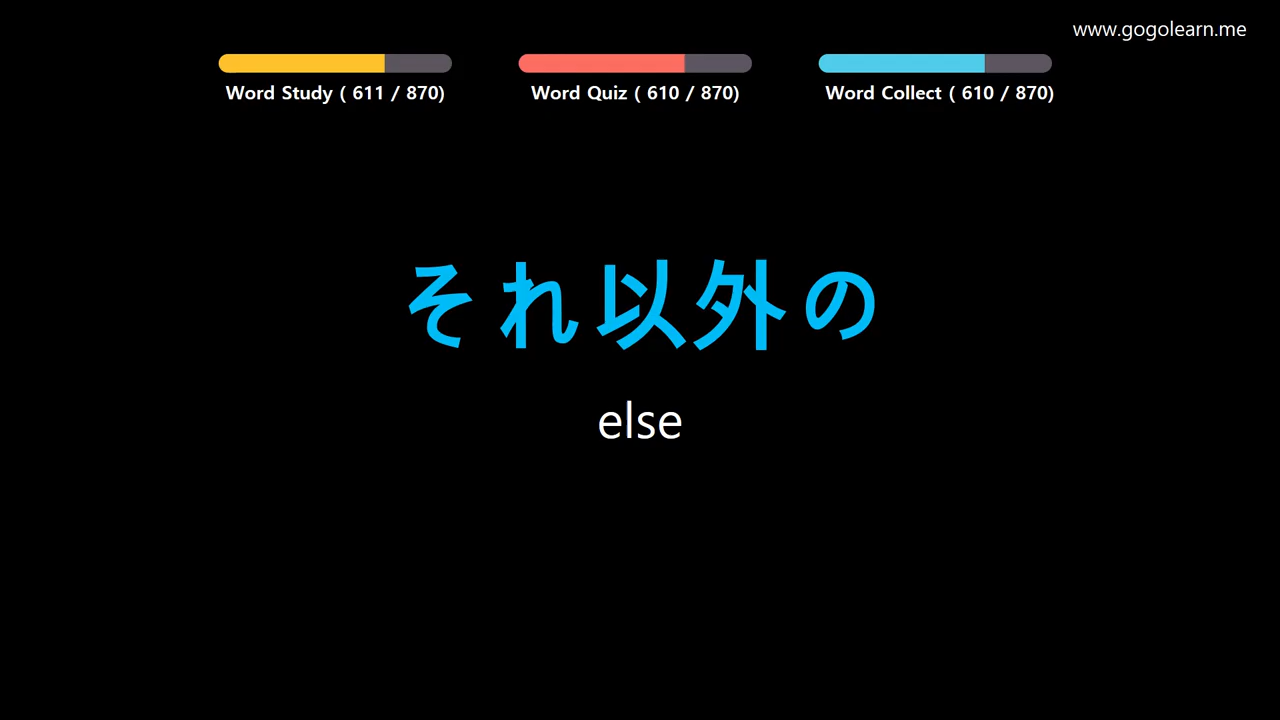 www.gogolearn.me
Word Study ( 611 / 870)
Word Quiz ( 610 / 870)
Word Collect ( 610 / 870)
それ以外の
else